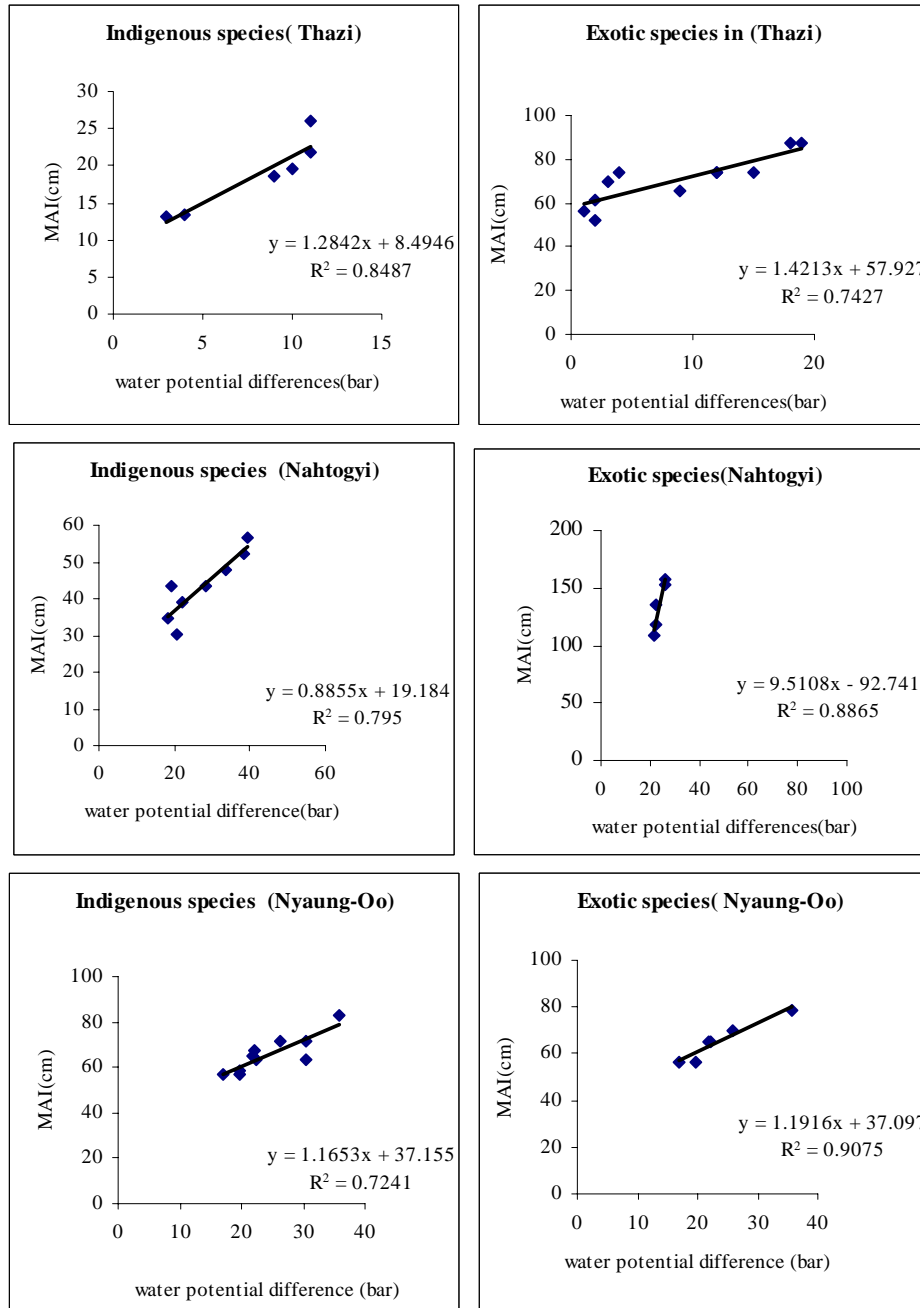 Indigenous species( Thazi)
MAI(cm)
30
25
20
15
10
5
0
y = 1.2842x + 8.4946
R² = 0.8487
0 5 10 15
water potential differences(bar)
Exotic species in (Thazi)
MAI(cm)
100
80
60
40
20
0
y = 1.4213x + 57.927
R² = 0.7427
0 10 20
water potential differences(bar)
Indigenous species (Nahtogyi)
MAI(cm)
60
50
40
30
20
10
0
y = 0.8855x + 19.184
R² = 0.795
0 20 40 60
water potential difference(bar)
Exotic species(Nahtogyi)
MAI(cm)
200
150
100
50
0
y = 9.5108x - 92.741
R² = 0.8865
0 20 40 60 80 100
water potential differences(bar)
Indigenous species (Nyaung-Oo)
MAI(cm)
100
80
60
40
20
0
y = 1.1653x + 37.155
R² = 0.7241
0 10 20 30 40
water potential difference (bar)
Exotic species( Nyaung-Oo)
MAI(cm)
100
80
60
40
20
0
y = 1.1916x + 37.097
R² = 0.9075
0 10 20 30 40
water potential difference (bar)